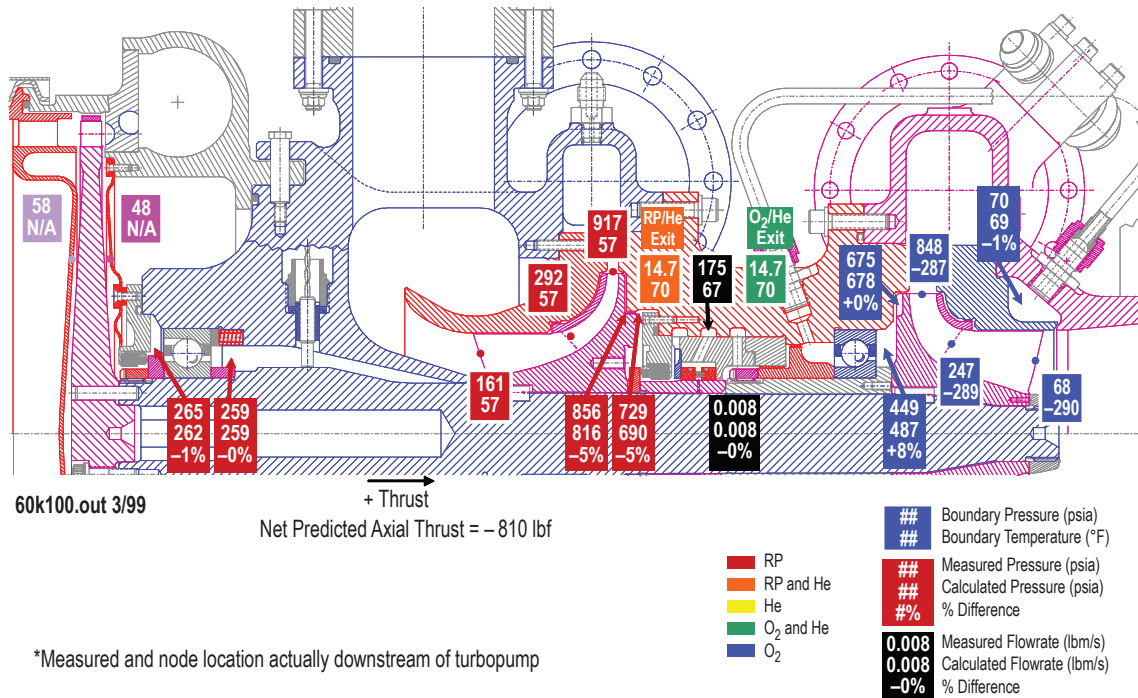 58
N/A
48
N/A
917
57
292
57
RP/He
Exit
14.7
70
175
67
O2/He
Exit
14.7
70
675
678
+0%
848
–287
70
69
–1%
161
57
247
–289
68
–290
265
262
–1%
259
259
–0%
856
816
–5%
729
690
–5%
0.008
0.008
–0%
449
487
+8%
60k100.out 3/99
+ Thrust
Net Predicted Axial Thrust = – 810 lbf
RP
RP and He
He
O2 and He
O2
## Boundary Pressure (psia)
## Boundary Temperature (°F)
## Measured Pressure (psia)
## Calculated Pressure (psia)
#% % Difference
0.008 Measured Flowrate (lbm/s)
0.008 Calculated Flowrate (lbm/s)
–0% % Difference
*Measured and node location actually downstream of turbopump